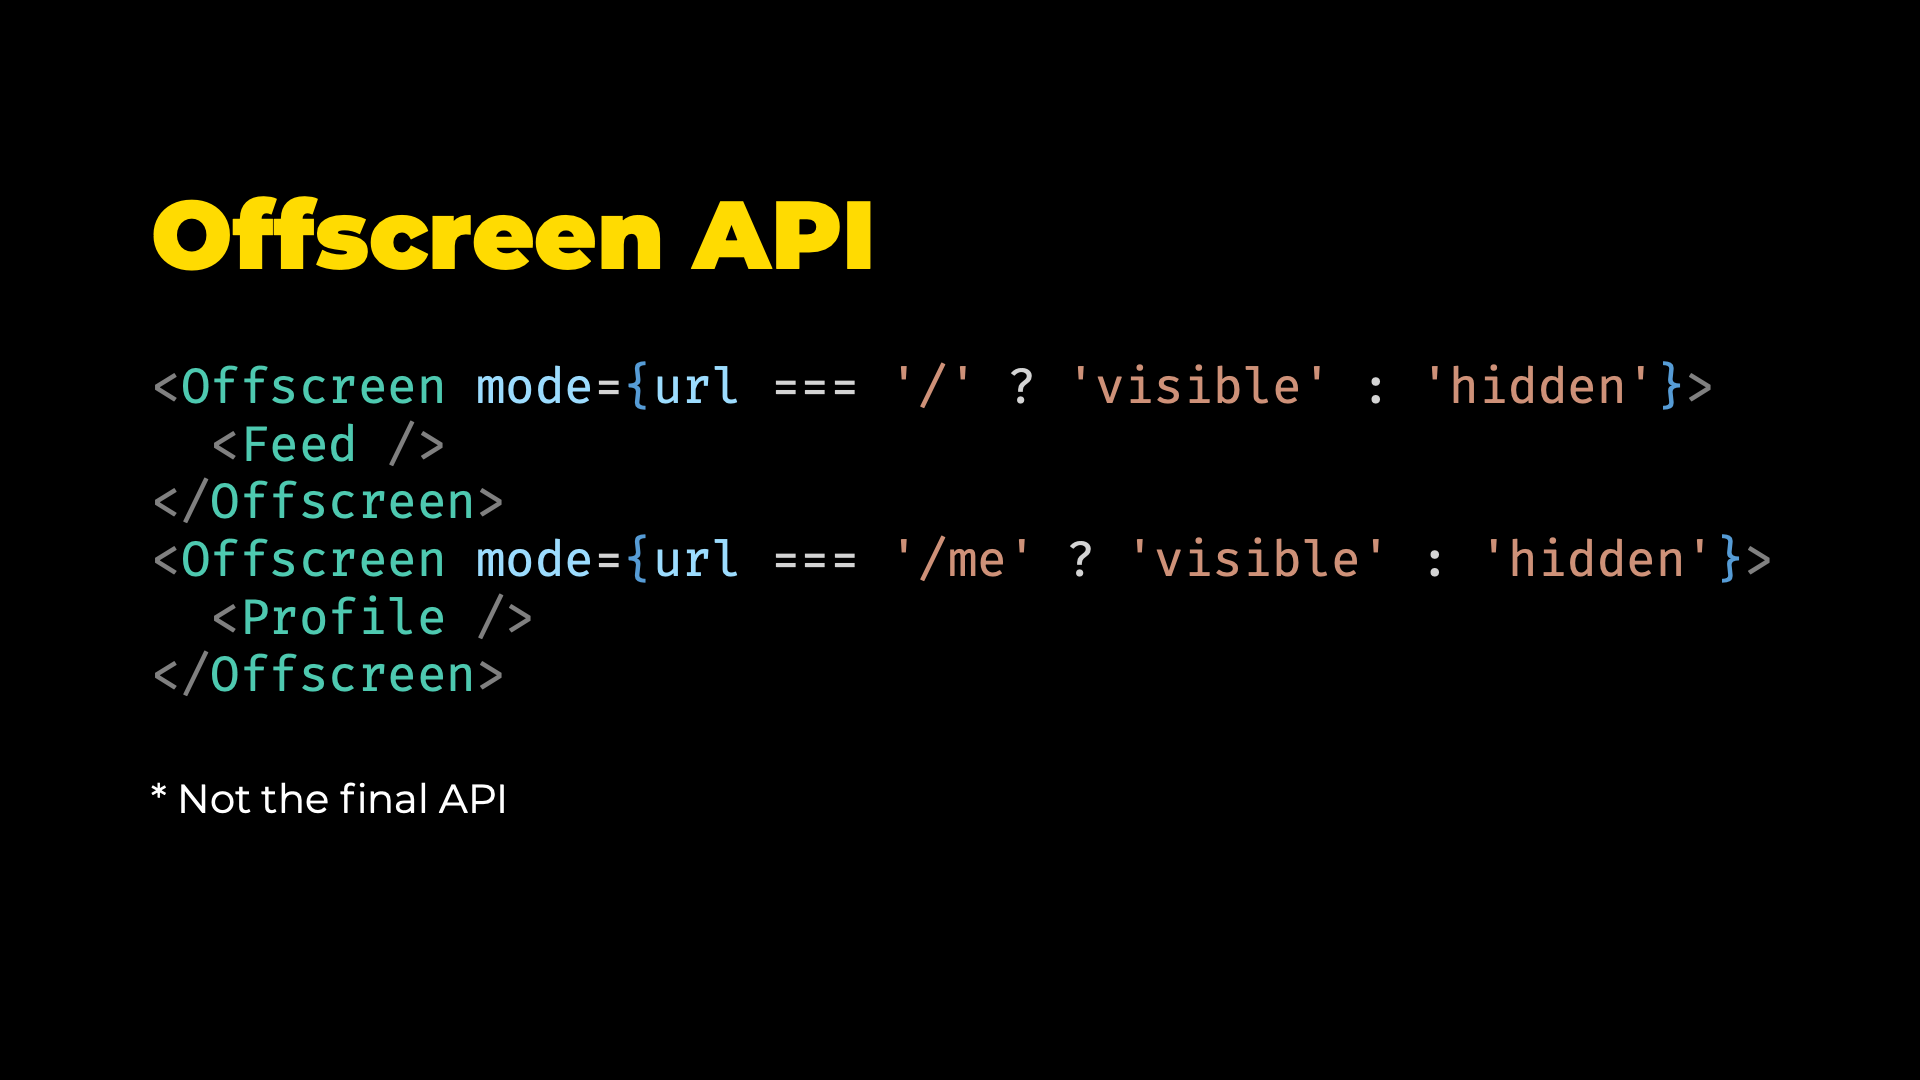 Offscreen API
<Offscreen mode={url === '/' ? 'visible' : 'hidden'}>
  <Feed />
</Offscreen>
<Offscreen mode={url === '/me' ? 'visible' : 'hidden'}>
  <Profile />
</Offscreen>
* Not the final API